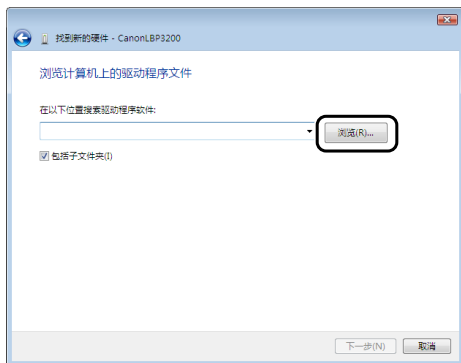 找到新的硬件 - CanonLBP3200
浏览计算机上的驱动程序文件
在以下位置搜索驱动程序软件:
浏览(R)...
包括子文件夹(I)
下一步(N) 取消